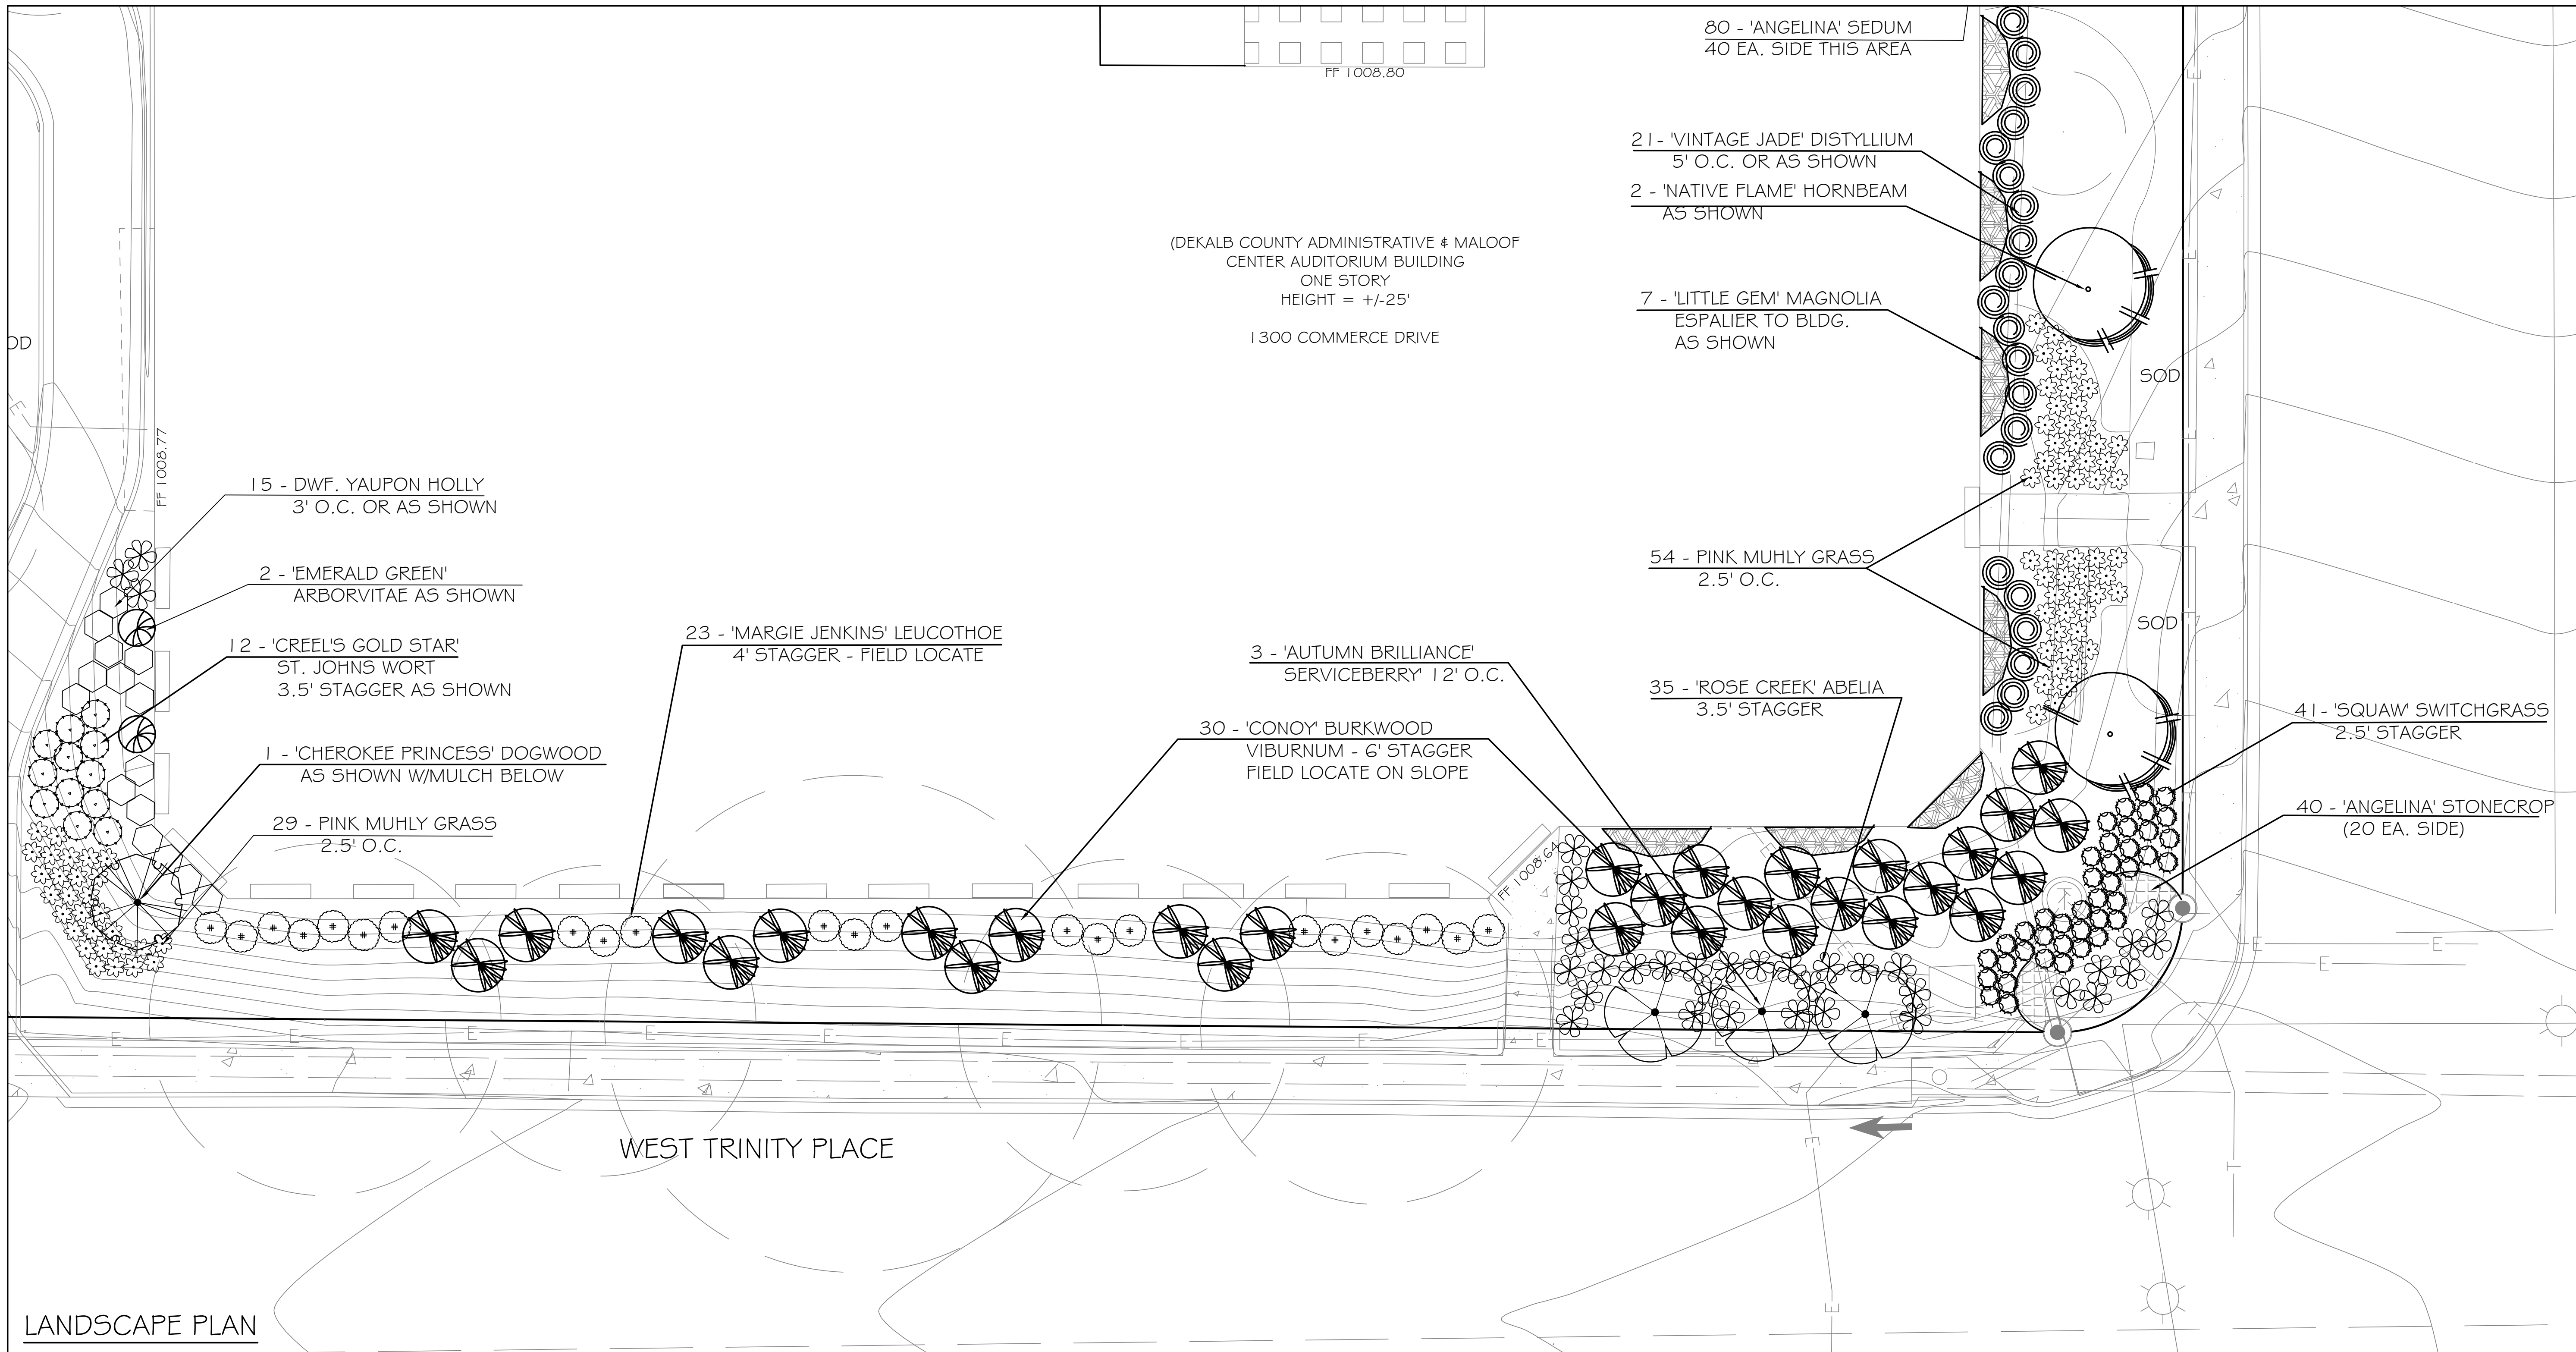 80 - 'ANGELINA' SEDUM
40 EA. SIDE THIS AREA
FF 1008.80
21- 'VINTAGE JADE' DISTYLLIUM
5' O.C. OR AS SHOWN
2 - 'NATIVE FLAME' HORNBEAM
AS SHOWN
(DEKALB COUNTY ADMINISTRATIVE & MALOOF
CENTER AUDITORIUM BUILDING
ONE STORY
HEIGHT = +/-25'
1300 COMMERCE DRIVE
7 - 'LITTLE GEM' MAGNOLIA
ESPALIER TO BLDG.
AS SHOWN
OD
SOD
FF 1008.77
15 - DWF. YAUPON HOLLY
3' O.C. OR AS SHOWN
2 - 'EMERALD GREEN'
ARBORVITAE AS SHOWN
12 - 'CREEL'S GOLD STAR'
ST. JOHNS WORT
3.5' STAGGER AS SHOWN
1 - 'CHEROKEE PRINCESS' DOGWOOD
AS SHOWN W/MULCH BELOW
29 - PINK MUHLY GRASS
2.5' O.C.
23 - 'MARGIE JENKINS' LEUCOTHOE
4' STAGGER - FIELD LOCATE
3 - 'AUTUMN BRILLIANCE'
SERVICEBERRY' 12' O.C.
30 - 'CONOY' BURKWOOD
VIBURNUM - 6' STAGGER
FIELD LOCATE ON SLOPE
54 - PINK MUHLY GRASS
2.5' O.C.
35 - 'ROSE CREEK' ABELIA
3.5' STAGGER
SOD
41- 'SQUAW' SWITCHGRASS
2.5' STAGGER
40 - 'ANGELINA' STONECROP
(20 EA. SIDE)
FF 1008.64
E E E E E E E E E
WEST TRINITY PLACE
LANDSCAPE PLAN